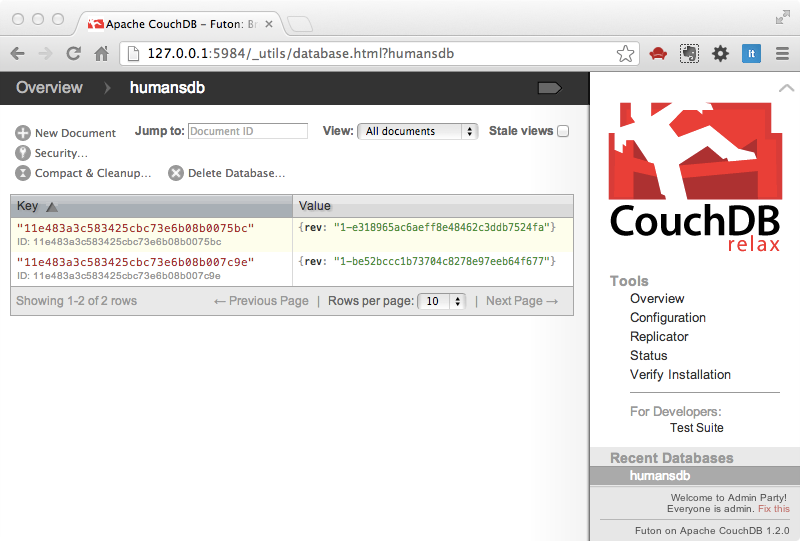 Apache CouchDB – Futon: Br
127.0.0.1:5984/_utils/database.html?humansdb
Overview
humansdb
New Document
Jump to:
Document ID
View:
All documents
Stale views
Security…
Compact & Cleanup…
Delete Database…
Key
Value
"11e483a3c583425cbc73e6b08b0075bc"
ID: 11e483a3c583425cbc73e6b08b0075bc
{rev: "1-e318965ac6aeff8e48462c3ddb7524fa"}
"11e483a3c583425cbc73e6b08b007c9e"
ID: 11e483a3c583425cbc73e6b08b007c9e
{rev: "1-be52bccc1b73704c8278e97eeb64f677"}
Showing 1-2 of 2 rows
← Previous Page | Rows per page: 10 | Next Page →
CouchDB
relax
Tools
Overview
Configuration
Replicator
Status
Verify Installation
For Developers:
Test Suite
Recent Databases
humansdb
Welcome to Admin Party!
Everyone is admin. Fix this
Futon on Apache CouchDB 1.2.0